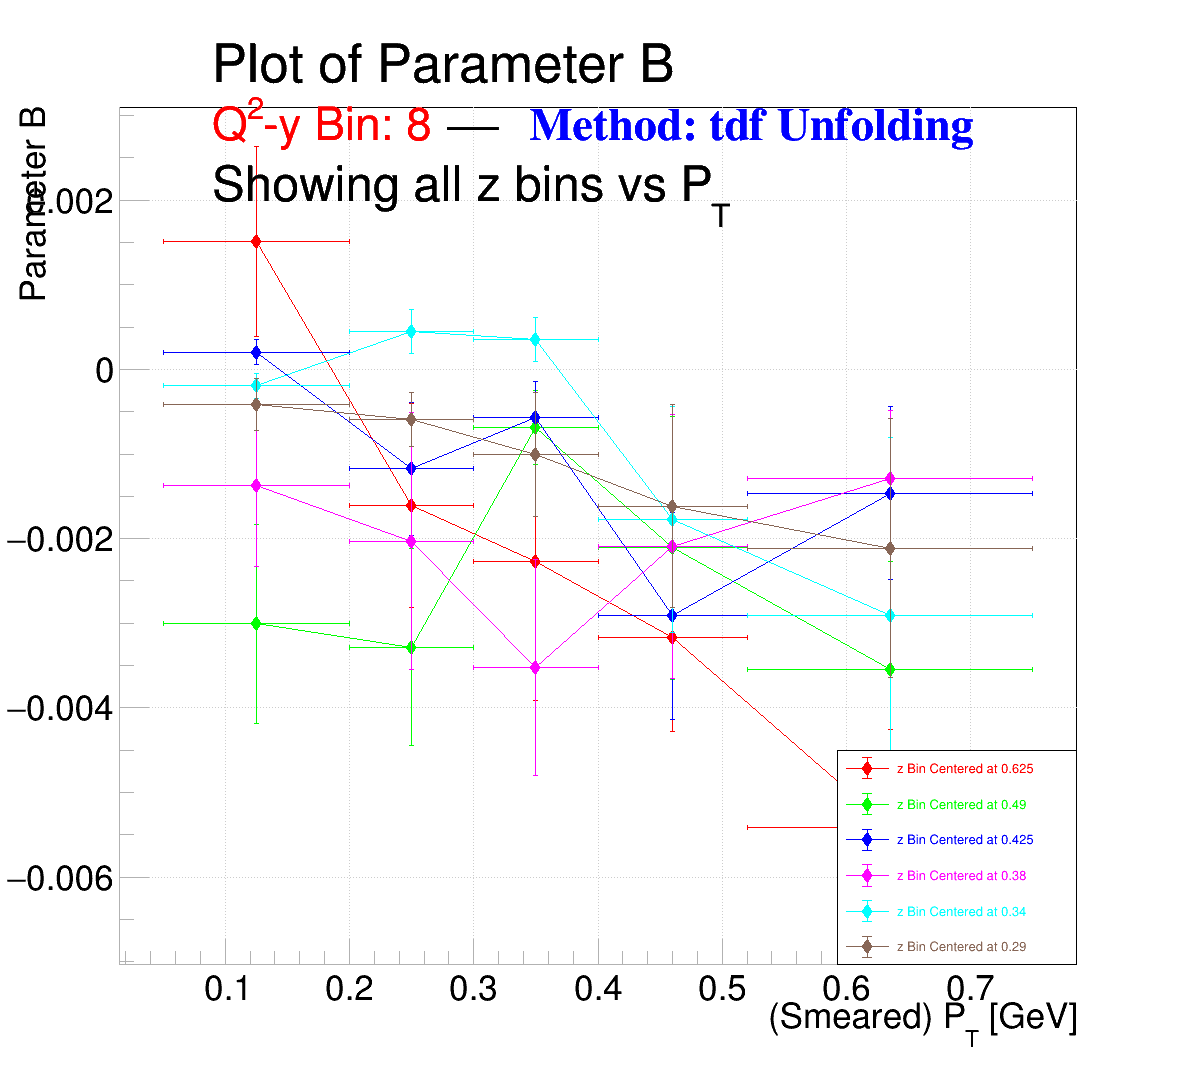 Plot of Parameter B
Q²-y Bin: 8 — Method: tdf Unfolding
Showing all z bins vs P_T
Parameter B
.002
0
−0.002
−0.004
−0.006
z Bin Centered at 0.625
z Bin Centered at 0.49
z Bin Centered at 0.425
z Bin Centered at 0.38
z Bin Centered at 0.34
z Bin Centered at 0.29
0.1 0.2 0.3 0.4 0.5 0.6 0.7
(Smeared) P_T [GeV]